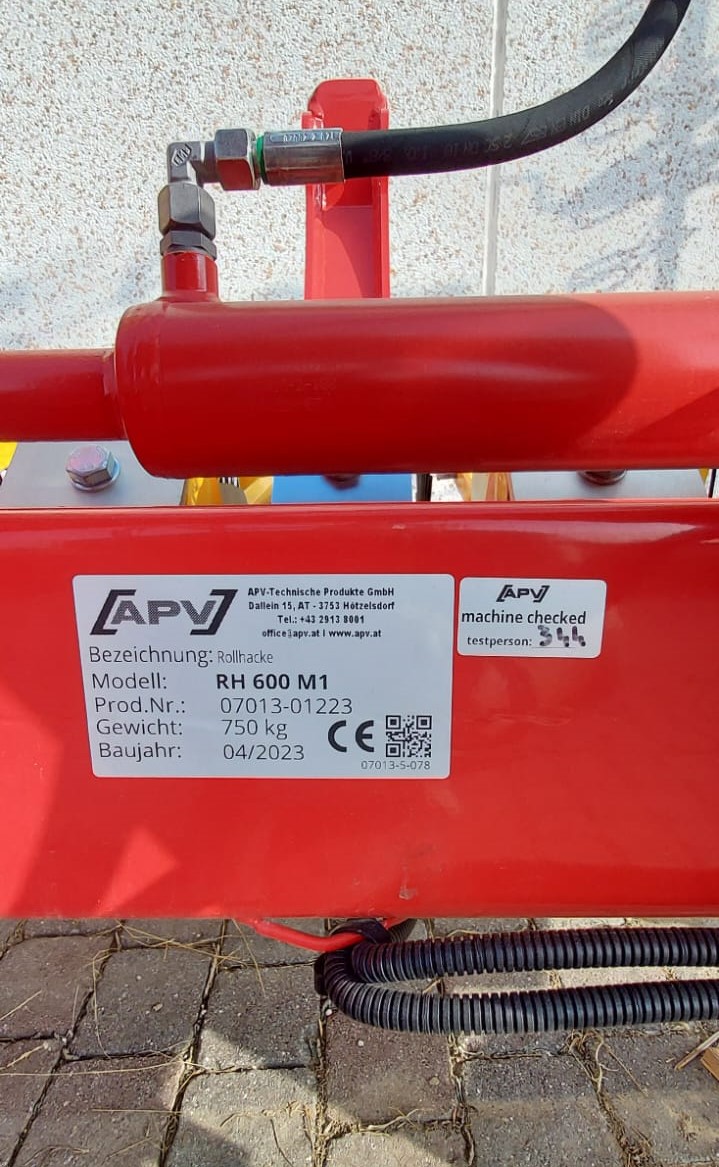 [APV]
APV-Technische Produkte GmbH
Dallein 15, AT - 3753 Hötzelsdorf
Tel.: +43 2913 8001
office@apv.at I www.apv.at
Bezeichnung: Rollhacke
Modell: RH 600 M1
Prod.Nr.: 07013-01223
Gewicht: 750 kg
Baujahr: 04/2023
CE
07013-5-078
[APV]
machine checked
testperson: 344